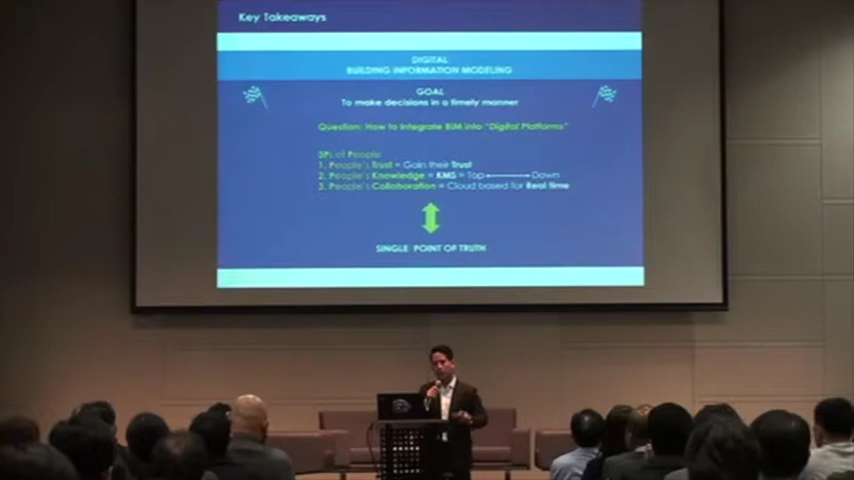 Key Takeaways
DIGITAL
BUILDING INFORMATION MODELING
GOAL
To make decisions in a timely manner
Question: How to integrate BIM into "Digital Platforms"
3Ps of People
1. People's Trust = Gain their Trust
2. People's Knowledge = KMS = Top Down
3. People's Collaboration = Cloud based for Real time
SINGLE POINT OF TRUTH